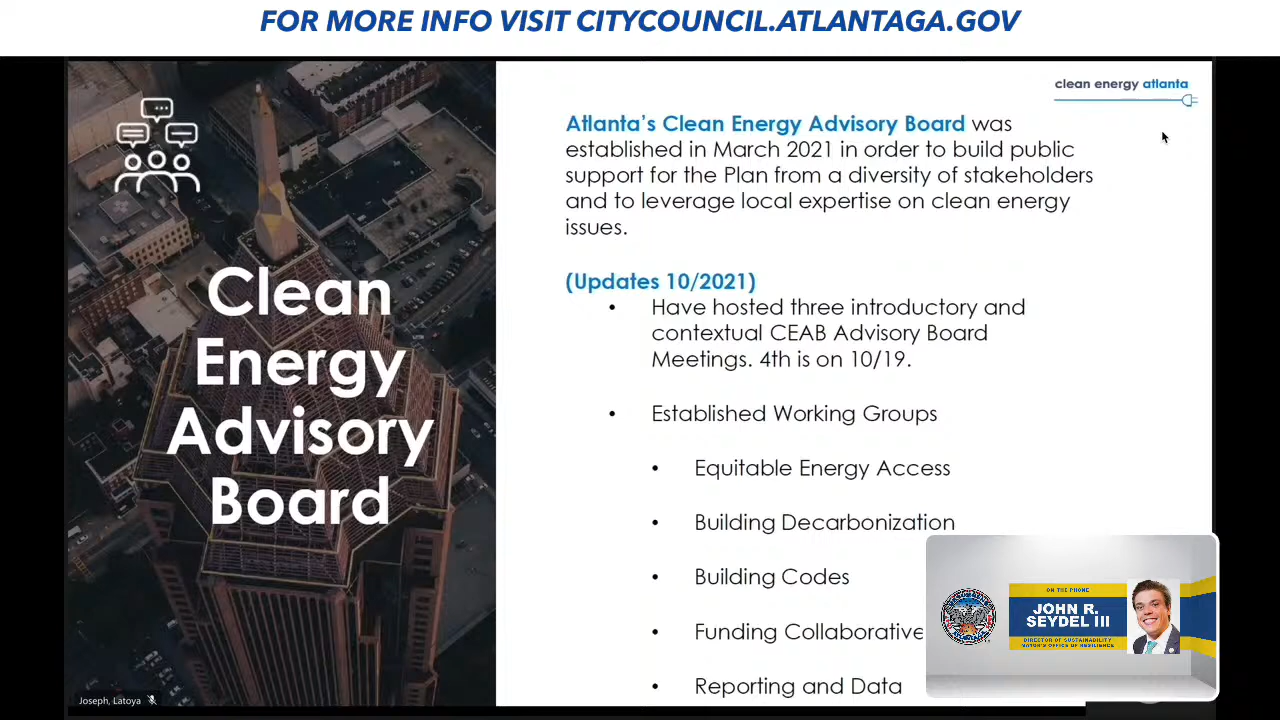 FOR MORE INFO VISIT CITYCOUNCIL.ATLANTAGA.GOV
clean energy atlanta
Clean
Energy
Advisory
Board
Atlanta's Clean Energy Advisory Board was
established in March 2021 in order to build public
support for the Plan from a diversity of stakeholders
and to leverage local expertise on clean energy
issues.
(Updates 10/2021)
• Have hosted three introductory and
contextual CEAB Advisory Board
Meetings. 4th is on 10/19.
• Established Working Groups
• Equitable Energy Access
• Building Decarbonization
• Building Codes
• Funding Collaborative
• Reporting and Data
ON THE PHONE
JOHN R.
SEYDEL III
DIRECTOR OF SUSTAINABILITY
MAYOR'S OFFICE OF RESILIENCE
Joseph, Latoya